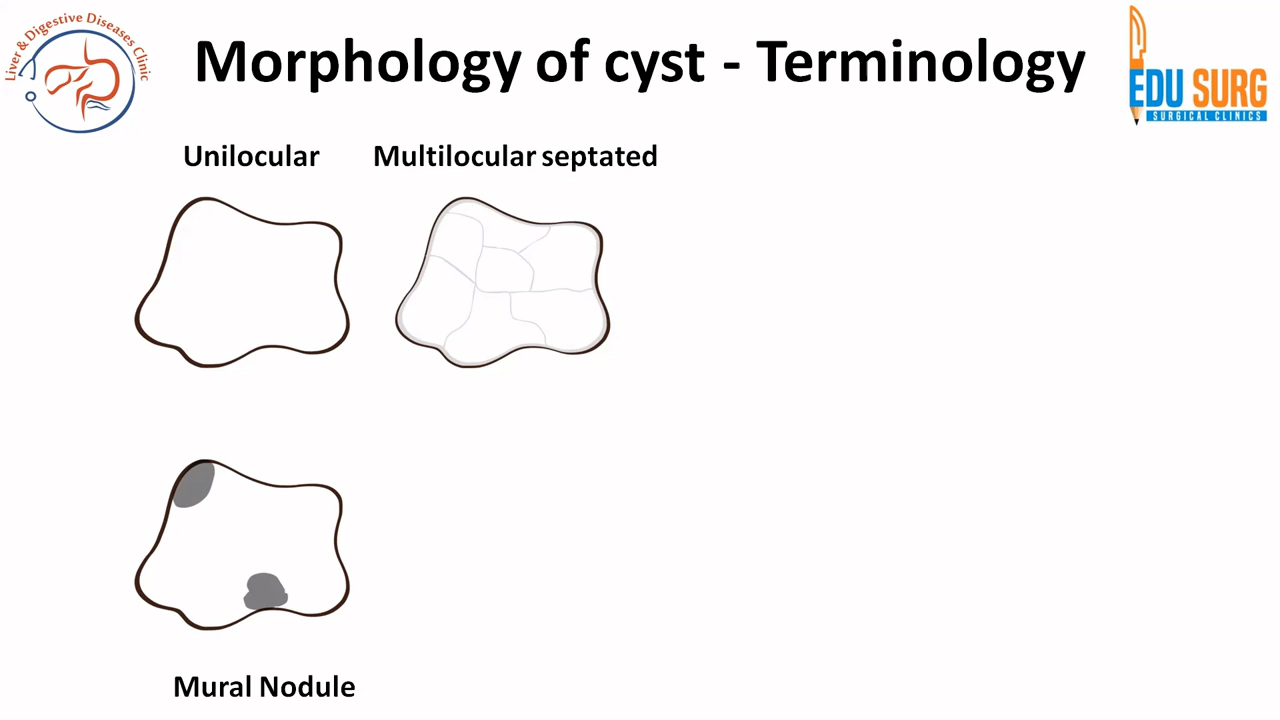 Liver & Digestive Diseases Clinic
Morphology of cyst - Terminology
EDU SURG
SURGICAL CLINICS
Unilocular
Multilocular septated
Mural Nodule